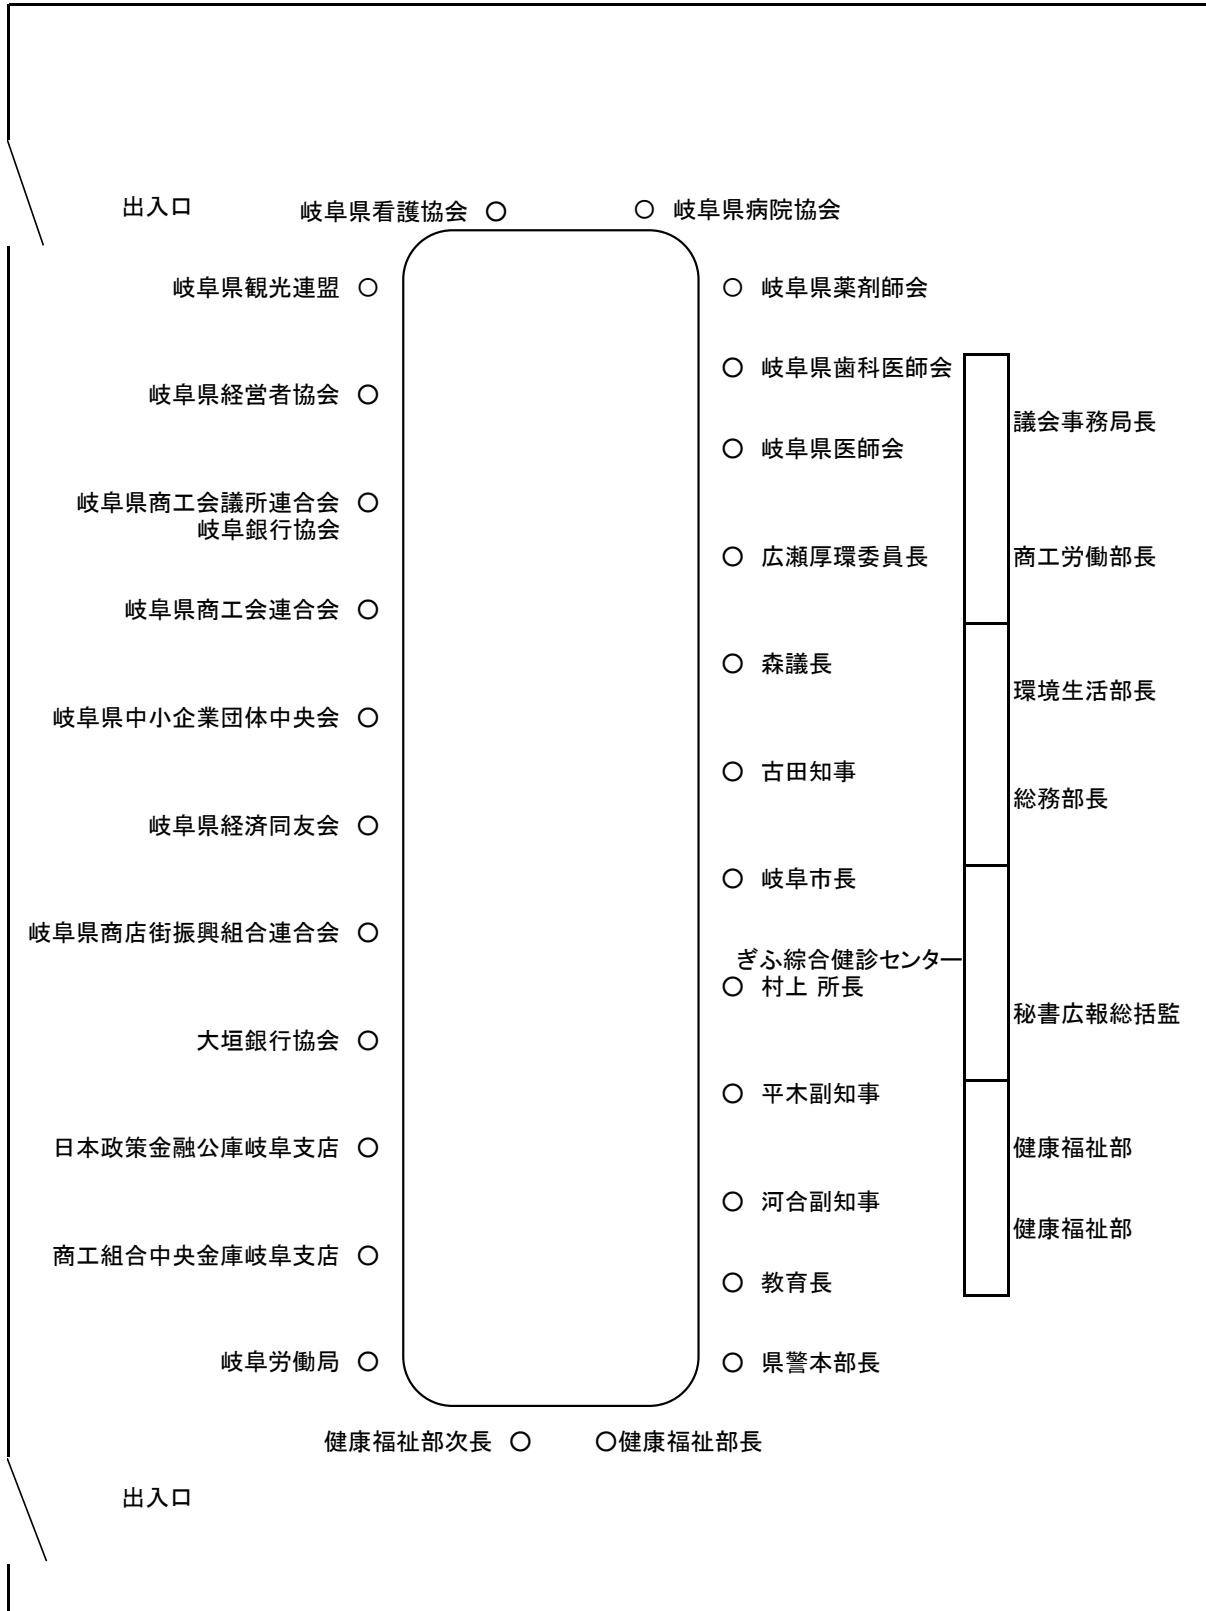 出入口
岐阜県看護協会 ○
○ 岐阜県病院協会
岐阜県観光連盟 ○
○ 岐阜県薬剤師会
○ 岐阜県歯科医師会
岐阜県経営者協会 ○
議会事務局長
○ 岐阜県医師会
岐阜県商工会議所連合会 ○
岐阜銀行協会
○ 広瀬厚環委員長
商工労働部長
岐阜県商工会連合会 ○
○ 森議長
環境生活部長
岐阜県中小企業団体中央会 ○
○ 古田知事
総務部長
岐阜県経済同友会 ○
○ 岐阜市長
岐阜県商店街振興組合連合会 ○
ぎふ綜合健診センター
○ 村上 所長
秘書広報総括監
大垣銀行協会 ○
○ 平木副知事
日本政策金融公庫岐阜支店 ○
健康福祉部
○ 河合副知事
健康福祉部
商工組合中央金庫岐阜支店 ○
○ 教育長
岐阜労働局 ○
○ 県警本部長
健康福祉部次長 ○
○健康福祉部長
出入口